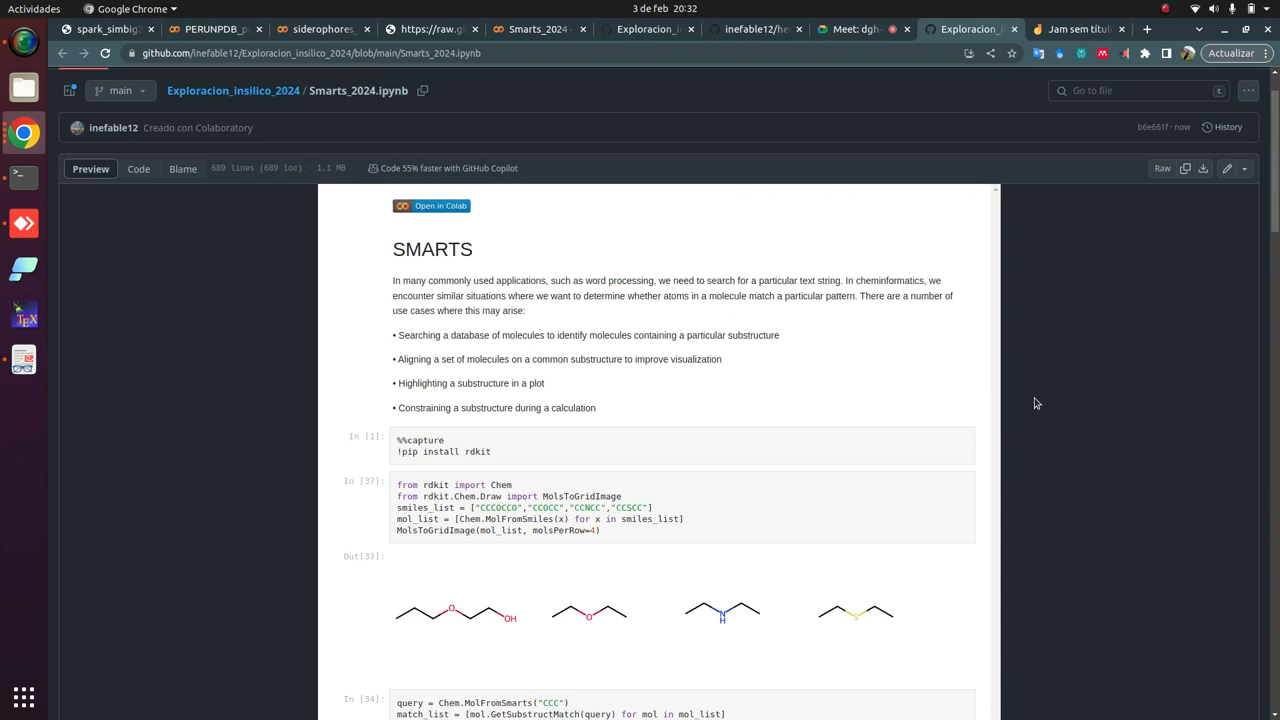 Actividades
Google Chrome
3 de feb 20:32
spark_simbig2
PERUNPDB_p
siderophores_
https://raw.gi
Smarts_2024 -
Exploracion_in
inefable12/he
Meet: dgh-
Exploracion_i
Jam sem títul
github.com/inefable12/Exploracion_insilico_2024/blob/main/Smarts_2024.ipynb
Actualizar
main
Exploracion_insilico_2024 / Smarts_2024.ipynb
Go to file
t
inefable12 Creado con Colaboratory
b6e661f · now
History
Preview
Code
Blame
689 lines (689 loc) · 1.1 MB
Code 55% faster with GitHub Copilot
Raw
Open in Colab
SMARTS
In many commonly used applications, such as word processing, we need to search for a particular text string. In cheminformatics, we
encounter similar situations where we want to determine whether atoms in a molecule match a particular pattern. There are a number of
use cases where this may arise:
• Searching a database of molecules to identify molecules containing a particular substructure
• Aligning a set of molecules on a common substructure to improve visualization
• Highlighting a substructure in a plot
• Constraining a substructure during a calculation
In [1]:
%%capture
!pip install rdkit
In [37]:
from rdkit import Chem
from rdkit.Chem.Draw import MolsToGridImage
smiles_list = ["CCCOCCO","CCOCC","CCNCC","CCSCC"]
mol_list = [Chem.MolFromSmiles(x) for x in smiles_list]
MolsToGridImage(mol_list, molsPerRow=4)
Out[37]:
O
OH
O
N
H
S
In [34]:
query = Chem.MolFromSmarts("CCC")
match_list = [mol.GetSubstructMatch(query) for mol in mol_list]